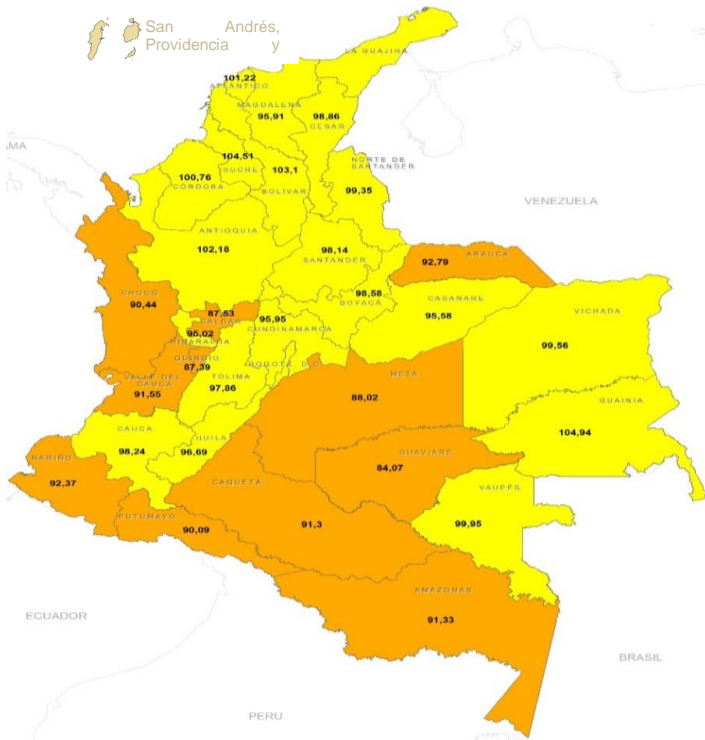 San Andrés,
Providencia y
LA GUAJIRA
101,22
ATLÁNTICO
MAGDALENA
95,91
98,86
CESAR
104,51
SUCRE
103,1
BOLÍVAR
NORTE DE
SANTANDER
99,35
100,76
CÓRDOBA
AMA
VENEZUELA
ANTIOQUIA
102,18
98,14
SANTANDER
ARAUCA
92,79
CHOCÓ
90,44
87,53
CALDAS
95,02
RISARALDA
QUINDÍO
87,39
95,95
CUNDINAMARCA
98,58
BOYACÁ
CASANARE
95,58
VICHADA
99,56
BOGOTÁ, D.C.
VALLE DEL
CAUCA
91,55
TOLIMA
97,86
META
88,02
GUAINÍA
104,94
CAUCA
98,24
HUILA
96,69
GUAVIARE
84,07
NARIÑO
92,37
CAQUETÁ
91,3
VAUPÉS
99,95
PUTUMAYO
90,09
AMAZONAS
91,33
ECUADOR
BRASIL
PERU